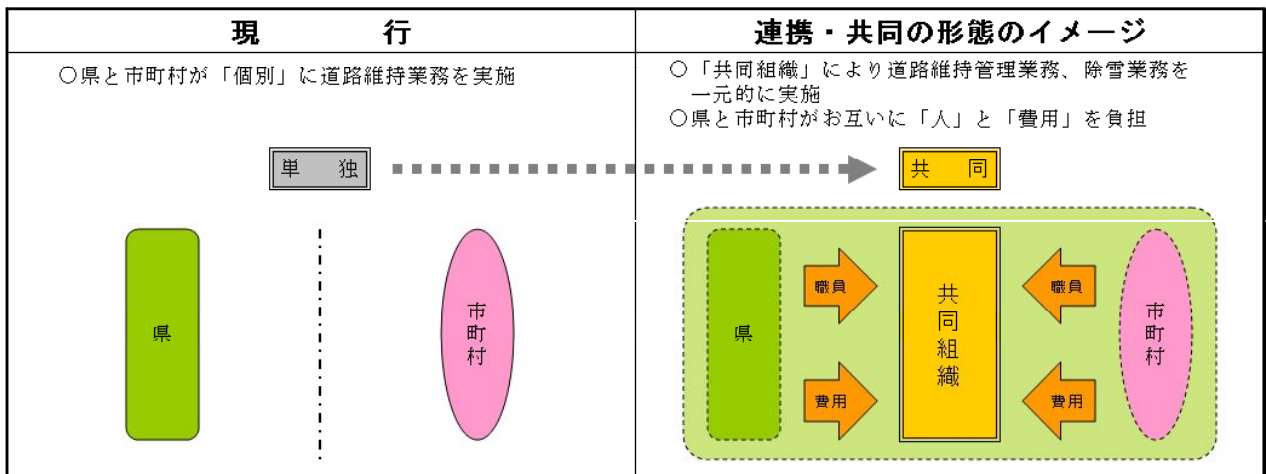 現　　行
○県と市町村が「個別」に道路維持業務を実施
単　独
県
市町村
連携・共同の形態のイメージ
○「共同組織」により道路維持管理業務、除雪業務を
一元的に実施
○県と市町村がお互いに「人」と「費用」を負担
共　同
県
職員
費用
共同組織
職員
費用
市町村